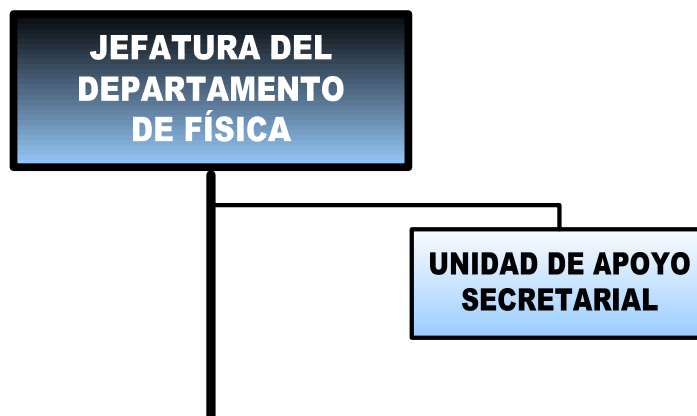 JEFATURA DEL
DEPARTAMENTO
DE FÍSICA
UNIDAD DE APOYO
SECRETARIAL